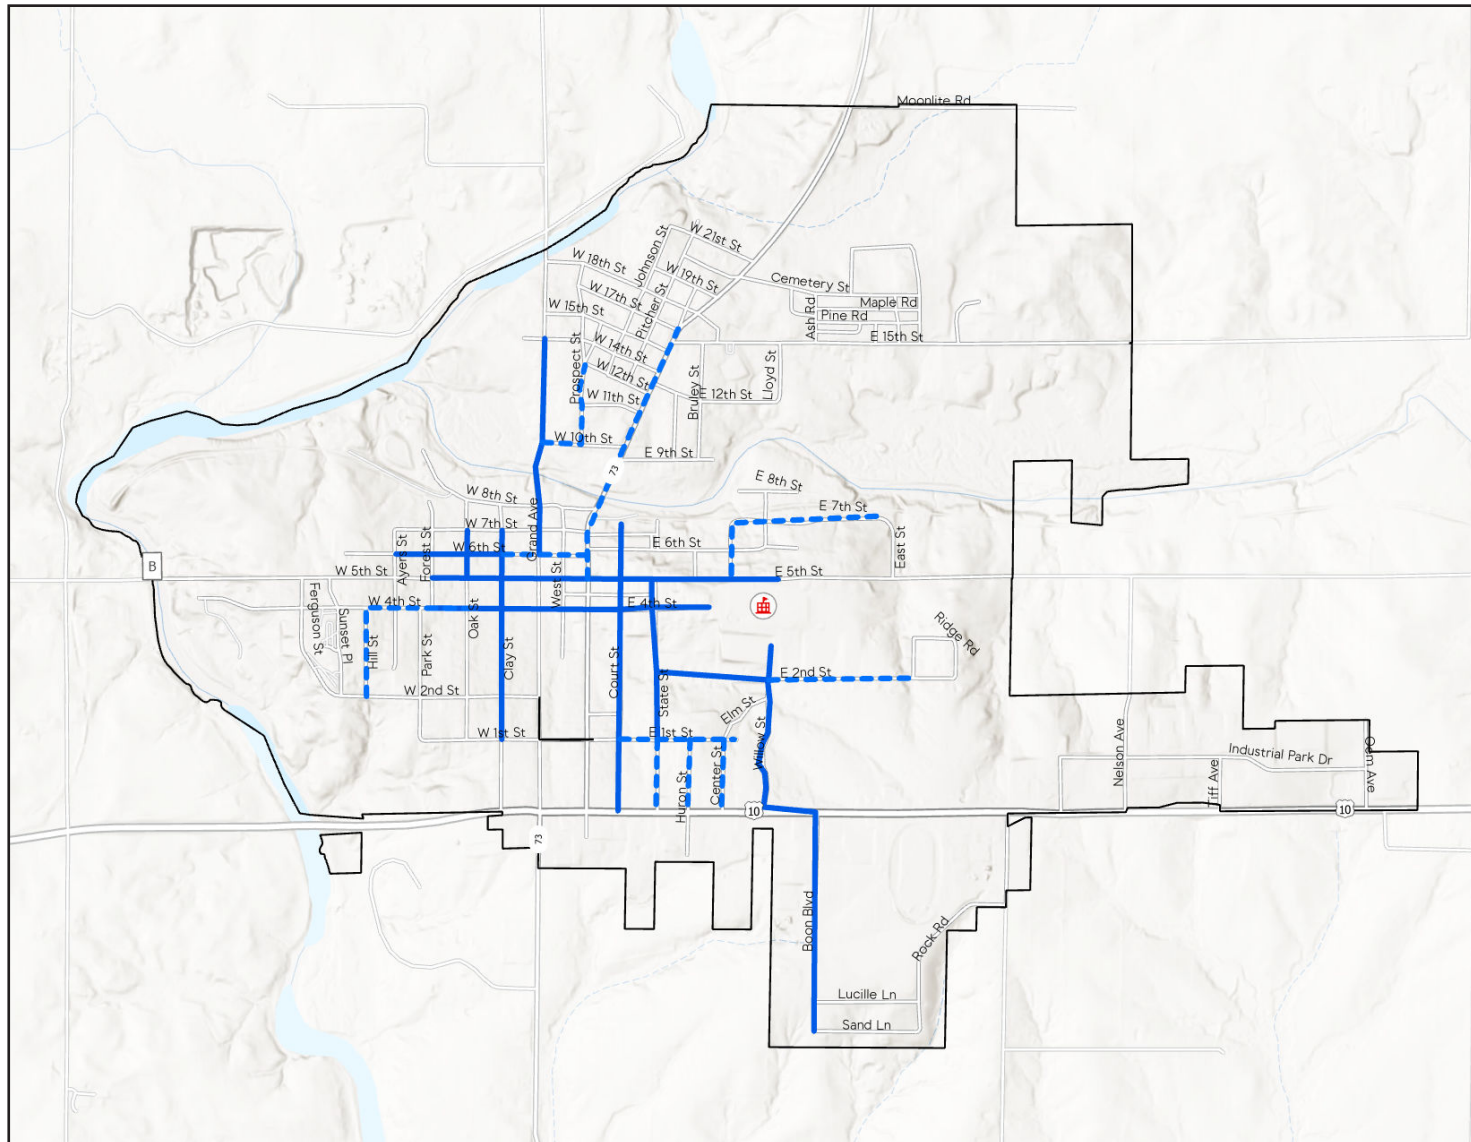 Moonlite Rd
W 21st St
Johnson St
W 18th St
W 19th St
Cemetery St
W 17th St
Pitcher St
Maple Rd
W 15th St
Ash Rd
Pine Rd
E 15th St
W 14th St
Prospect St
W 12th St
Lloyd St
Bruley St
E 12th St
W 11th St
W 10th St
E 9th St
73
E 8th St
W 8th St
E 7th St
Grand Ave
W 7th St
Forest St
Ayers St
W 6th St
E 6th St
East St
B
W 5th St
E 5th St
West St
Ferguson St
W 4th St
E 4th St
Oak St
Sunset Pl
Hill St
Park St
Clay St
Court St
State St
Ridge Rd
E 2nd St
W 2nd St
Elm St
Willow St
W 1st St
E 1st St
Center St
Huron St
Nelson Ave
Industrial Park Dr
Tiff Ave
Gem Ave
10
10
73
Boon Blvd
Rock Rd
Lucille Ln
Sand Ln